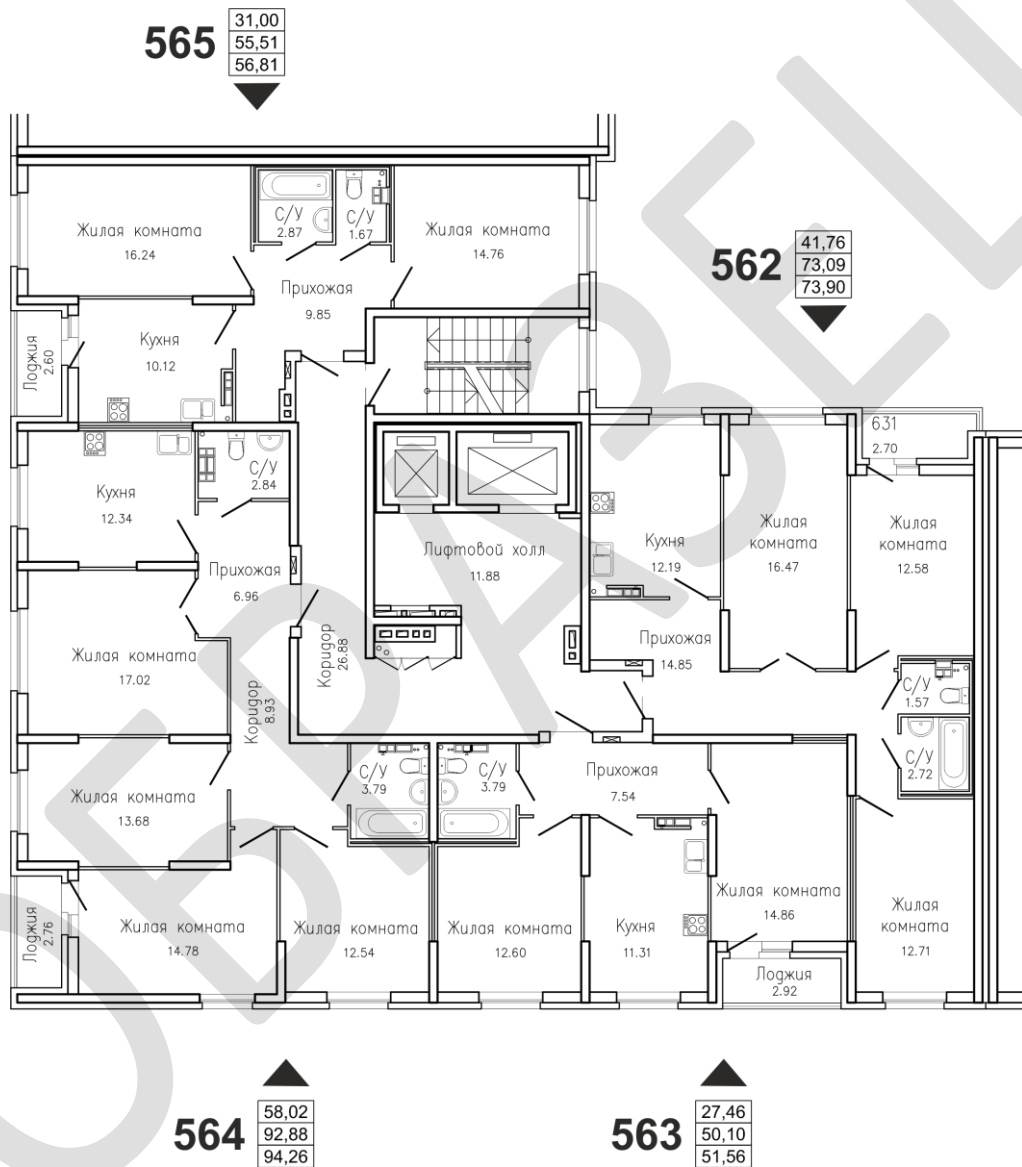 565
31,00
55,51
56,81
Жилая комната
16.24
С/У
2.87
С/У
1.67
Жилая комната
14.76
Прихожая
9.85
562
41,76
73,09
73,90
Лоджия
2.60
Кухня
10.12
631
2.70
Кухня
12.34
С/У
2.84
Прихожая
6.96
Лифтовой холл
11.88
Кухня
12.19
Жилая
комната
16.47
Жилая
комната
12.58
Жилая комната
17.02
Коридор
8.93
Коридор
26.88
Прихожая
14.85
С/У
1.57
С/У
2.72
Жилая комната
13.68
С/У
3.79
С/У
3.79
Прихожая
7.54
Лоджия
2.76
Жилая комната
14.78
Жилая комната
12.54
Жилая комната
12.60
Кухня
11.31
Жилая комната
14.86
Лоджия
2.92
Жилая
комната
12.71
564
58,02
92,88
94,26
563
27,46
50,10
51,56
ОБРАЗЕЦ